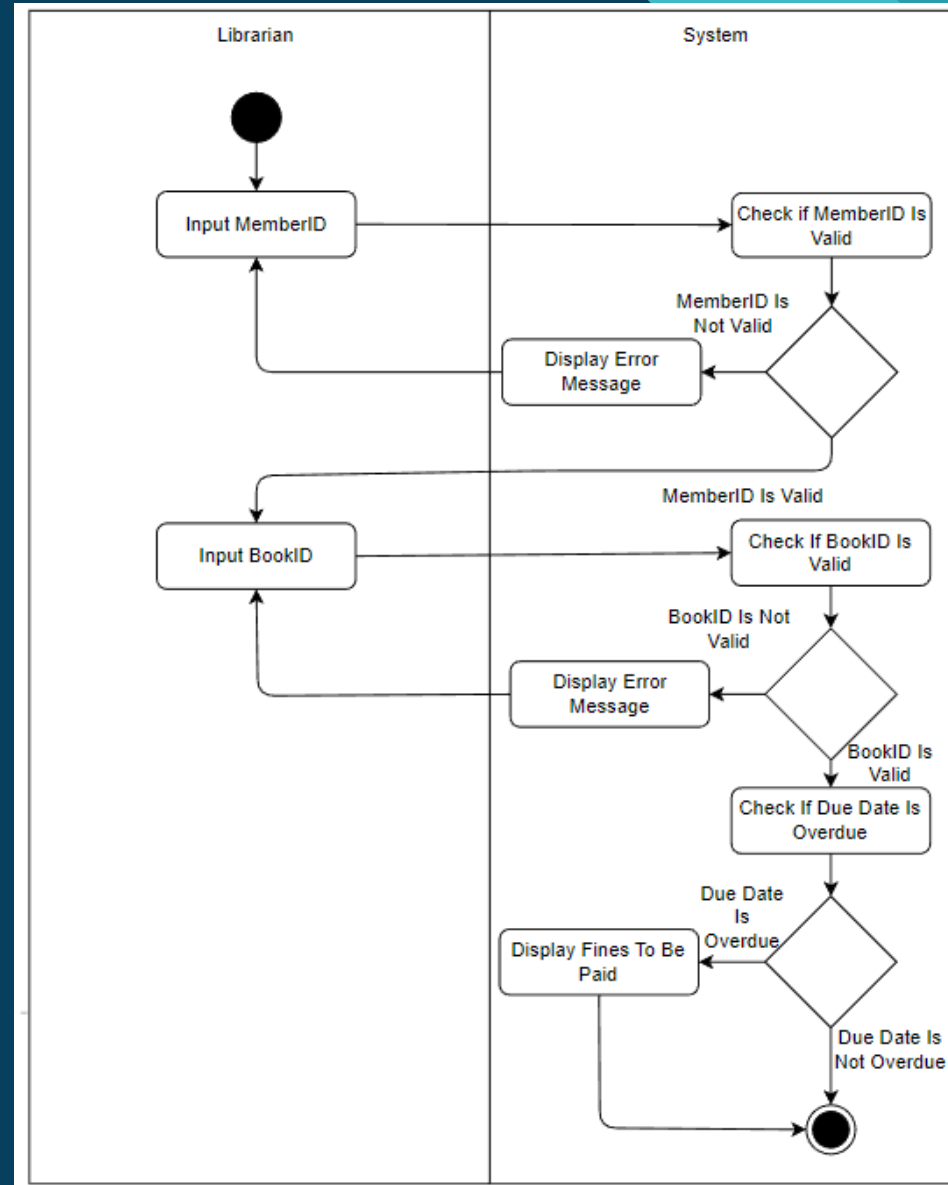 Librarian
System
Input MemberID
Check if MemberID Is
Valid
MemberID Is
Not Valid
Display Error
Message
MemberID Is Valid
Input BookID
Check If BookID Is
Valid
BookID Is Not
Valid
Display Error
Message
BookID Is
Valid
Check If Due Date Is
Overdue
Due Date
Is
Overdue
Display Fines To Be
Paid
Due Date Is
Not Overdue